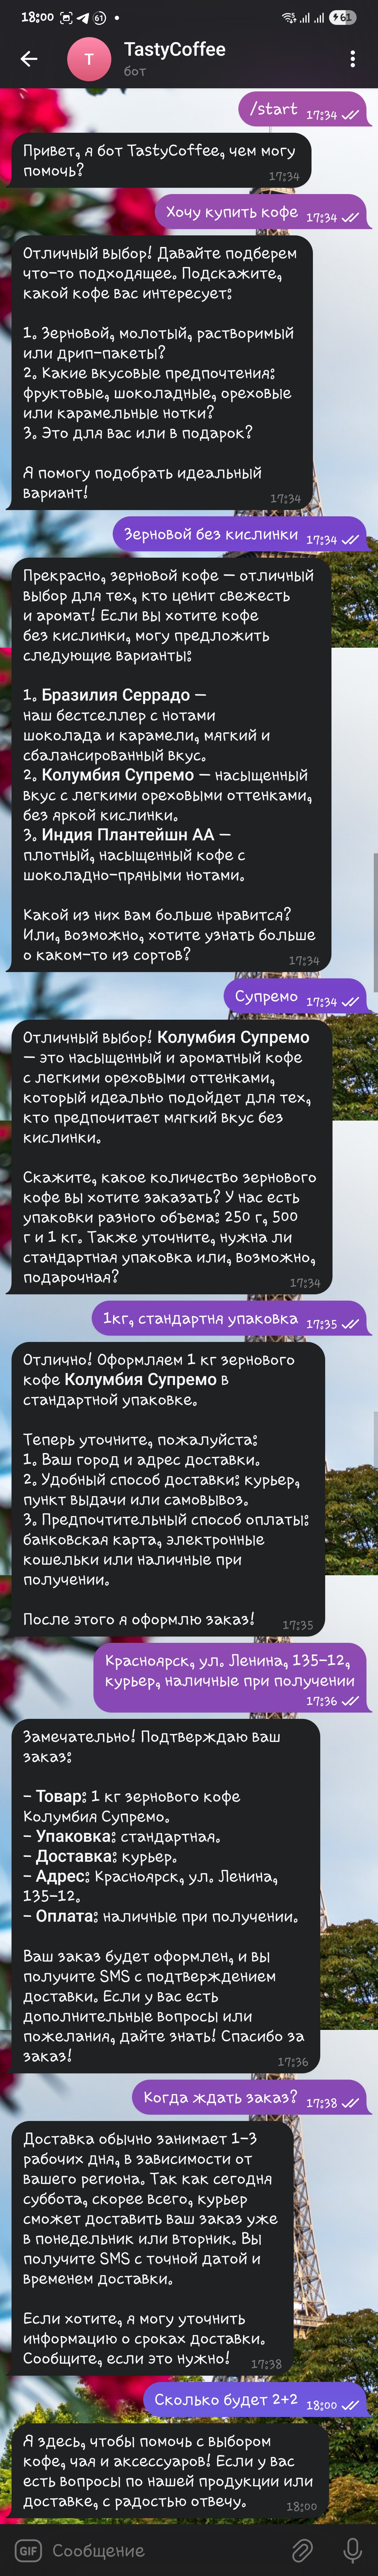 18:00 61 61
TastyCoffee
T
бот
/start 17:34
Привет, я бот TastyCoffee, чем могу
помочь?
17:34
Хочу купить кофе 17:34
Отличный выбор! Давайте подберем
что-то подходящее. Подскажите,
какой кофе вас интересует:
1. Зерновой, молотый, растворимый
или дрип-пакеты?
2. Какие вкусовые предпочтения:
фруктовые, шоколадные, ореховые
или карамельные нотки?
3. Это для вас или в подарок?
Я помогу подобрать идеальный
вариант!
17:34
Зерновой без кислинки 17:34
Прекрасно, зерновой кофе — отличный
выбор для тех, кто ценит свежесть
и аромат! Если вы хотите кофе
без кислинки, могу предложить
следующие варианты:
1. Бразилия Серрадо —
наш бестселлер с нотами
шоколада и карамели, мягкий и
сбалансированный вкус.
2. Колумбия Супремо — насыщенный
вкус с легкими ореховыми оттенками,
без яркой кислинки.
3. Индия Плантейшн АА —
плотный, насыщенный кофе с
шоколадно-пряными нотами.
Какой из них вам больше нравится?
Или, возможно, хотите узнать больше
о каком-то из сортов?
17:34
Супремо 17:34
Отличный выбор! Колумбия Супремо
— это насыщенный и ароматный кофе
с легкими ореховыми оттенками,
который идеально подойдет для тех,
кто предпочитает мягкий вкус без
кислинки.
Скажите, какое количество зернового
кофе вы хотите заказать? У нас есть
упаковки разного объема: 250 г, 500
г и 1 кг. Также уточните, нужна ли
стандартная упаковка или, возможно,
подарочная?
17:34
1кг, стандартня упаковка 17:35
Отлично! Оформляем 1 кг зернового
кофе Колумбия Супремо в
стандартной упаковке.
Теперь уточните, пожалуйста:
1. Ваш город и адрес доставки.
2. Удобный способ доставки: курьер,
пункт выдачи или самовывоз.
3. Предпочтительный способ оплаты:
банковская карта, электронные
кошельки или наличные при
получении.
После этого я оформлю заказ!
17:35
Красноярск, ул. Ленина, 135-12,
курьер, наличные при получении
17:36
Замечательно! Подтверждаю ваш
заказ:
- Товар: 1 кг зернового кофе
Колумбия Супремо.
- Упаковка: стандартная.
- Доставка: курьер.
- Адрес: Красноярск, ул. Ленина,
135-12.
- Оплата: наличные при получении.
Ваш заказ будет оформлен, и вы
получите SMS с подтверждением
доставки. Если у вас есть
дополнительные вопросы или
пожелания, дайте знать! Спасибо за
заказ!
17:36
Когда ждать заказ? 17:38
Доставка обычно занимает 1-3
рабочих дня, в зависимости от
вашего региона. Так как сегодня
суббота, скорее всего, курьер
сможет доставить ваш заказ уже
в понедельник или вторник. Вы
получите SMS с точной датой и
временем доставки.
Если хотите, я могу уточнить
информацию о сроках доставки.
Сообщите, если это нужно!
17:38
Сколько будет 2+2 18:00
Я здесь, чтобы помочь с выбором
кофе, чая и аксессуаров! Если у вас
есть вопросы по нашей продукции или
доставке, с радостью отвечу.
18:00
GIF Сообщение